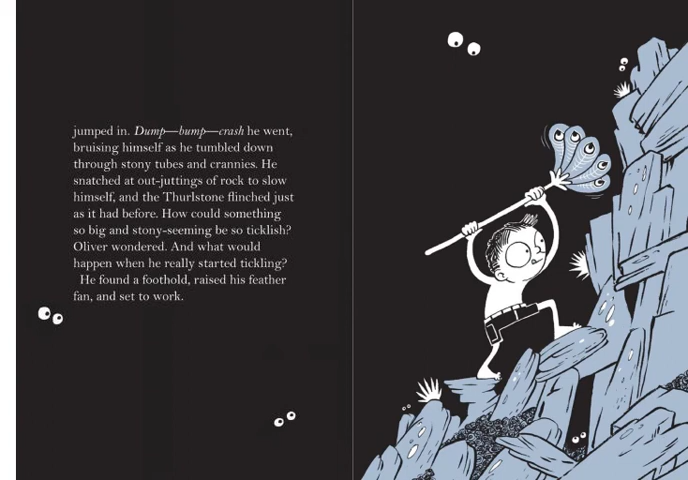 jumped in. Dump—bump—crash he went,
bruising himself as he tumbled down
through stony tubes and crannies. He
snatched at out-juttings of rock to slow
himself, and the Thurlstone flinched just
as it had before. How could something
so big and stony-seeming be so ticklish?
Oliver wondered. And what would
happen when he really started tickling?
He found a foothold, raised his feather
fan, and set to work.